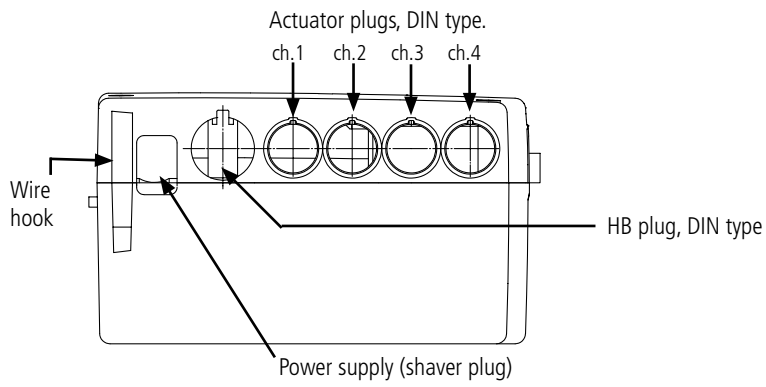 Actuator plugs, DIN type.
ch.1 ch.2 ch.3 ch.4
Wire
hook
HB plug, DIN type
Power supply (shaver plug)